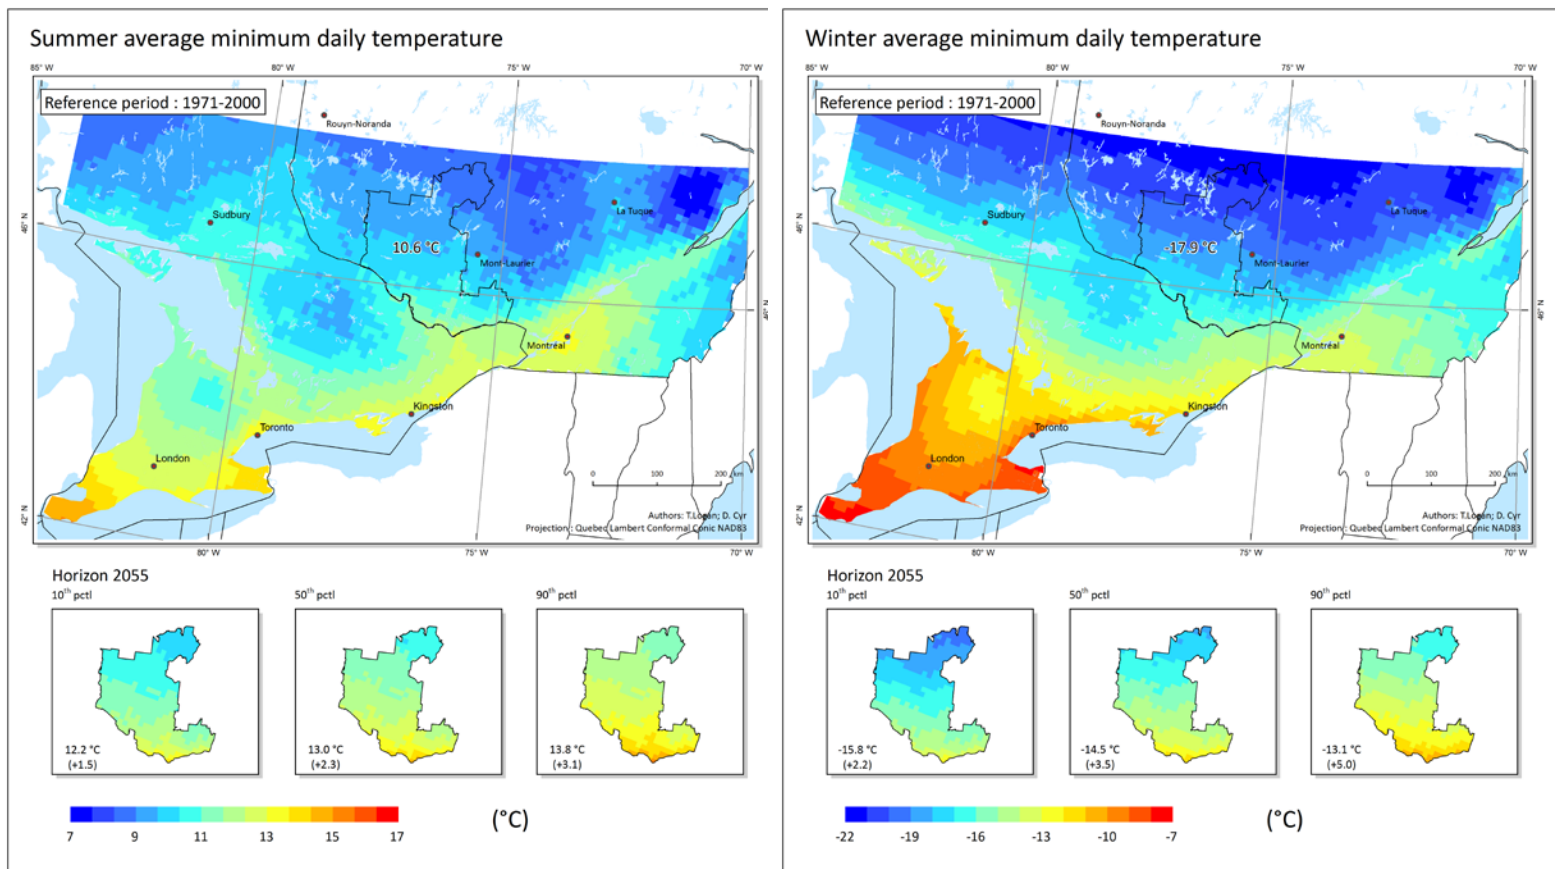 Summer average minimum daily temperature
85° W
80° W
75° W
70° W
Reference period : 1971-2000
Rouyn-Noranda
La Tuque
Sudbury
46° N
10.6 °C
Mont-Laurier
46° N
Montréal
Kingston
Toronto
London
0 100 200 km
42° N
Authors: T.Logan; D. Cyr
Projection : Quebec Lambert Conformal Conic NAD83
80° W
75° W
70° W
Horizon 2055
10th pctl
50th pctl
90th pctl
12.2 °C
(+1.5)
13.0 °C
(+2.3)
13.8 °C
(+3.1)
7 9 11 13 15 17
(°C)
Winter average minimum daily temperature
85° W
80° W
75° W
70° W
Reference period : 1971-2000
Rouyn-Noranda
La Tuque
Sudbury
46° N
-17.9 °C
Mont-Laurier
46° N
Montréal
Kingston
Toronto
London
0 100 200 km
42° N
Authors: T.Logan; D. Cyr
Projection : Quebec Lambert Conformal Conic NAD83
80° W
75° W
70° W
Horizon 2055
10th pctl
50th pctl
90th pctl
-15.8 °C
(+2.2)
-14.5 °C
(+3.5)
-13.1 °C
(+5.0)
-22 -19 -16 -13 -10 -7
(°C)